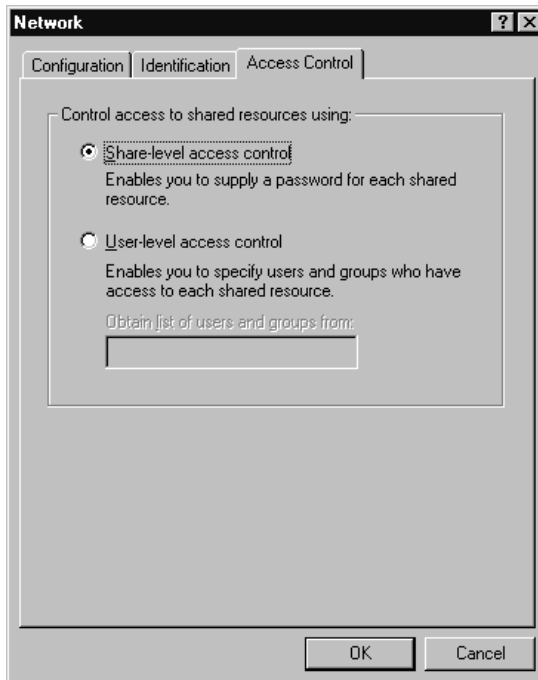 Network
Configuration Identification Access Control
Control access to shared resources using:
Share-level access control
Enables you to supply a password for each shared
resource.
User-level access control
Enables you to specify users and groups who have
access to each shared resource.
Obtain list of users and groups from:
OK Cancel